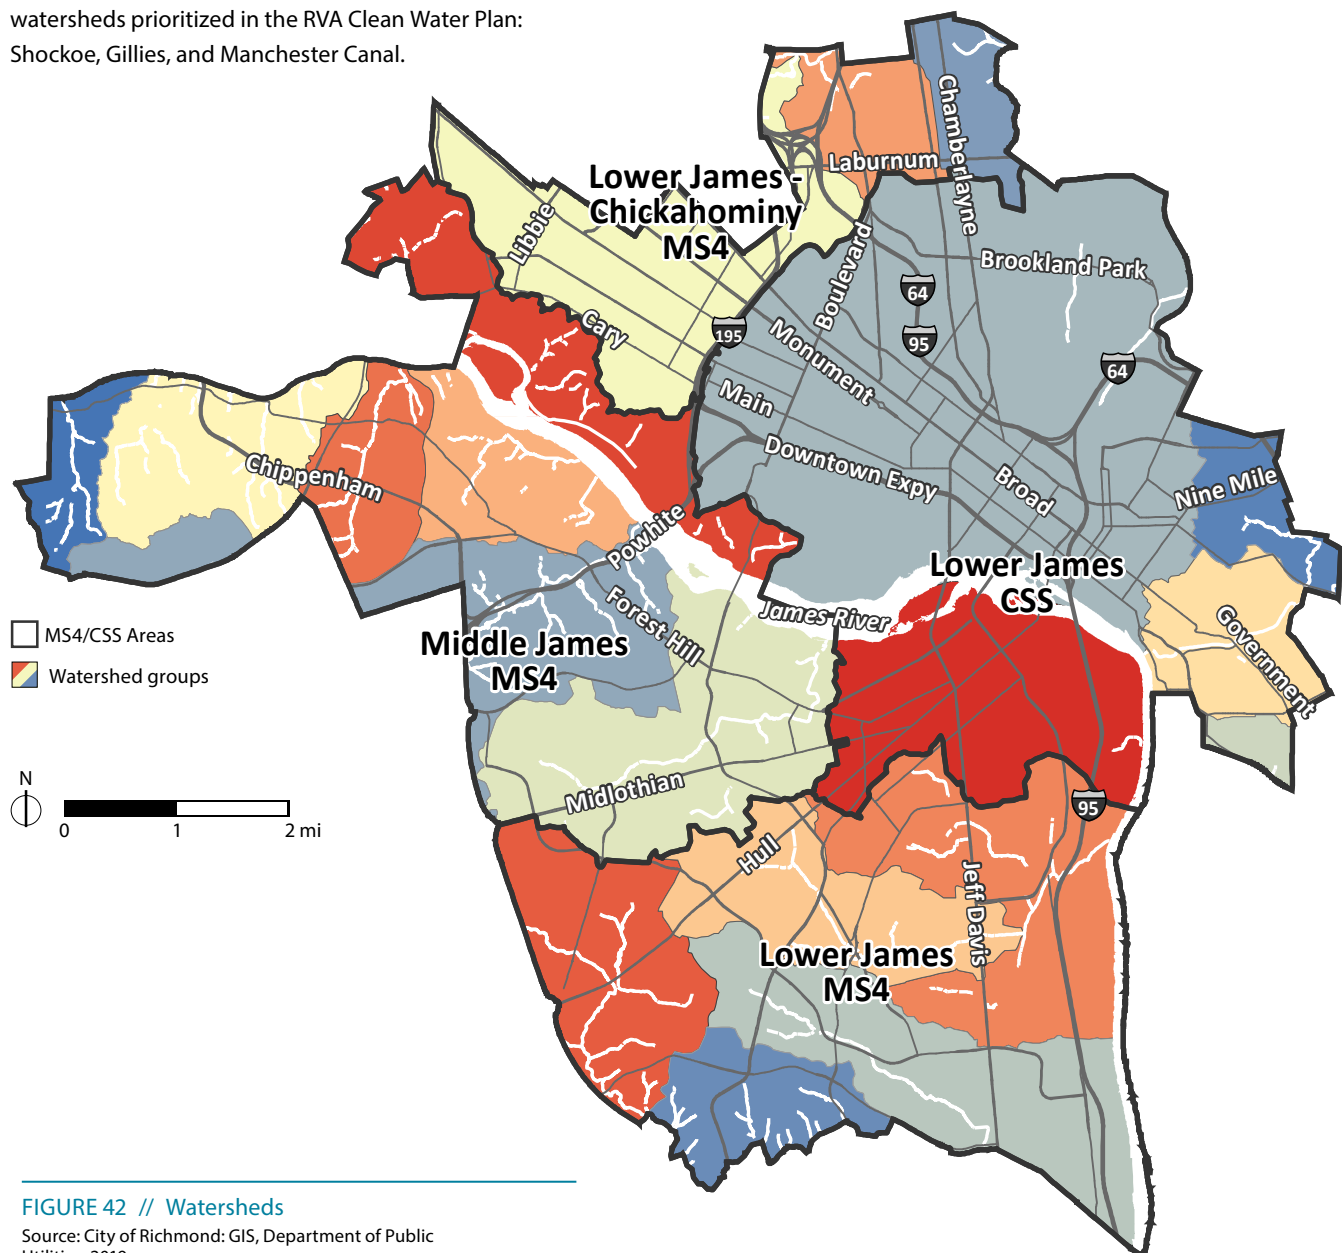 watersheds prioritized in the RVA Clean Water Plan:
Shockoe, Gillies, and Manchester Canal.
Chamberlayne
Laburnum
Lower James -
Chickahominy
MS4
Libbie
Boulevard
Brookland Park
64
95
195
64
Cary
Monument
Main
Downtown Expy
Broad
Nine Mile
Chippenham
Powhite
Lower James
CSS
James River
Forest Hill
Government
MS4/CSS Areas
Watershed groups
Middle James
MS4
Midlothian
N
0 1 2 mi
95
Hull
Jeff Davis
Lower James
MS4
FIGURE 42 // Watersheds
Source: City of Richmond: GIS, Department of Public